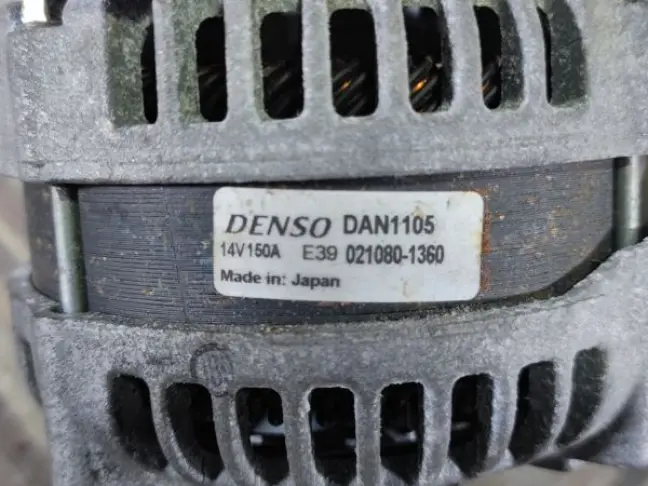 DENSO DAN1105
14V150A E39 021080-1360
Made in: Japan